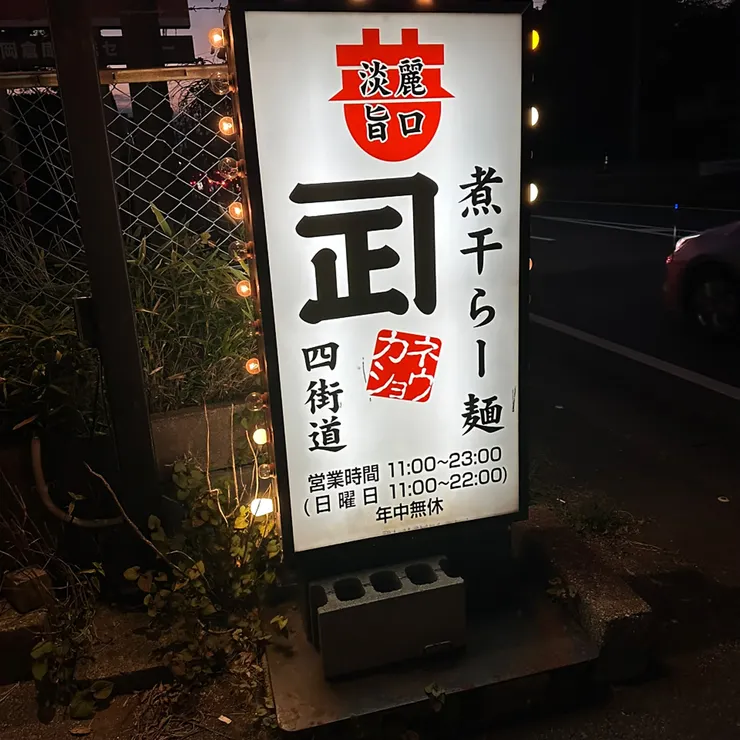 淡麗
旨口
煮干らー麺
正
カネショウ
四街道
営業時間 11:00~23:00
(日曜日 11:00~22:00)
年中無休